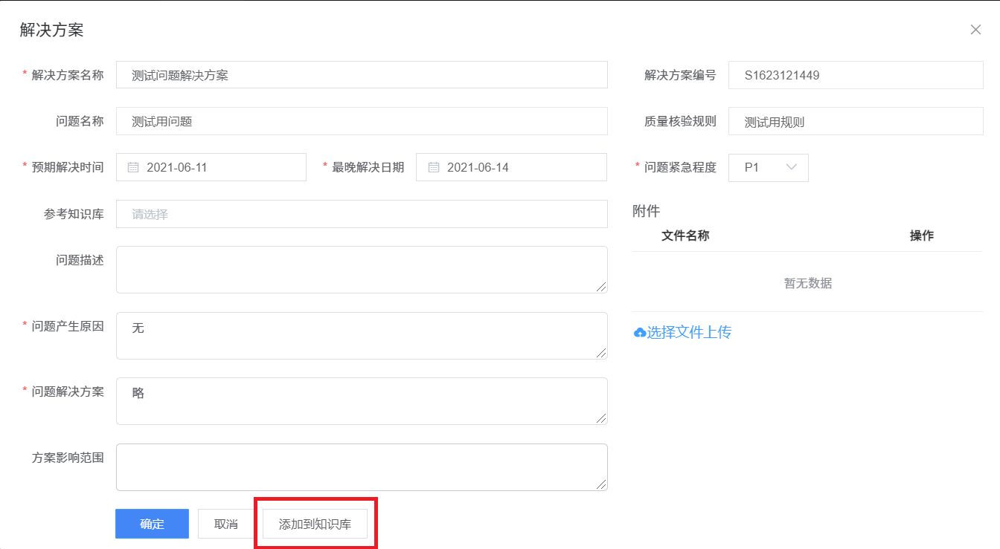 解决方案
* 解决方案名称 测试问题解决方案 解决方案编号 S1623121449
问题名称 测试用问题 质量核验规则 测试用规则
* 预期解决时间 2021-06-11 * 最晚解决日期 2021-06-14 * 问题紧急程度 P1
参考知识库 请选择 附件
文件名称 操作
问题描述
暂无数据
* 问题产生原因 无
选择文件上传
* 问题解决方案 略
方案影响范围
确定 取消 添加到知识库